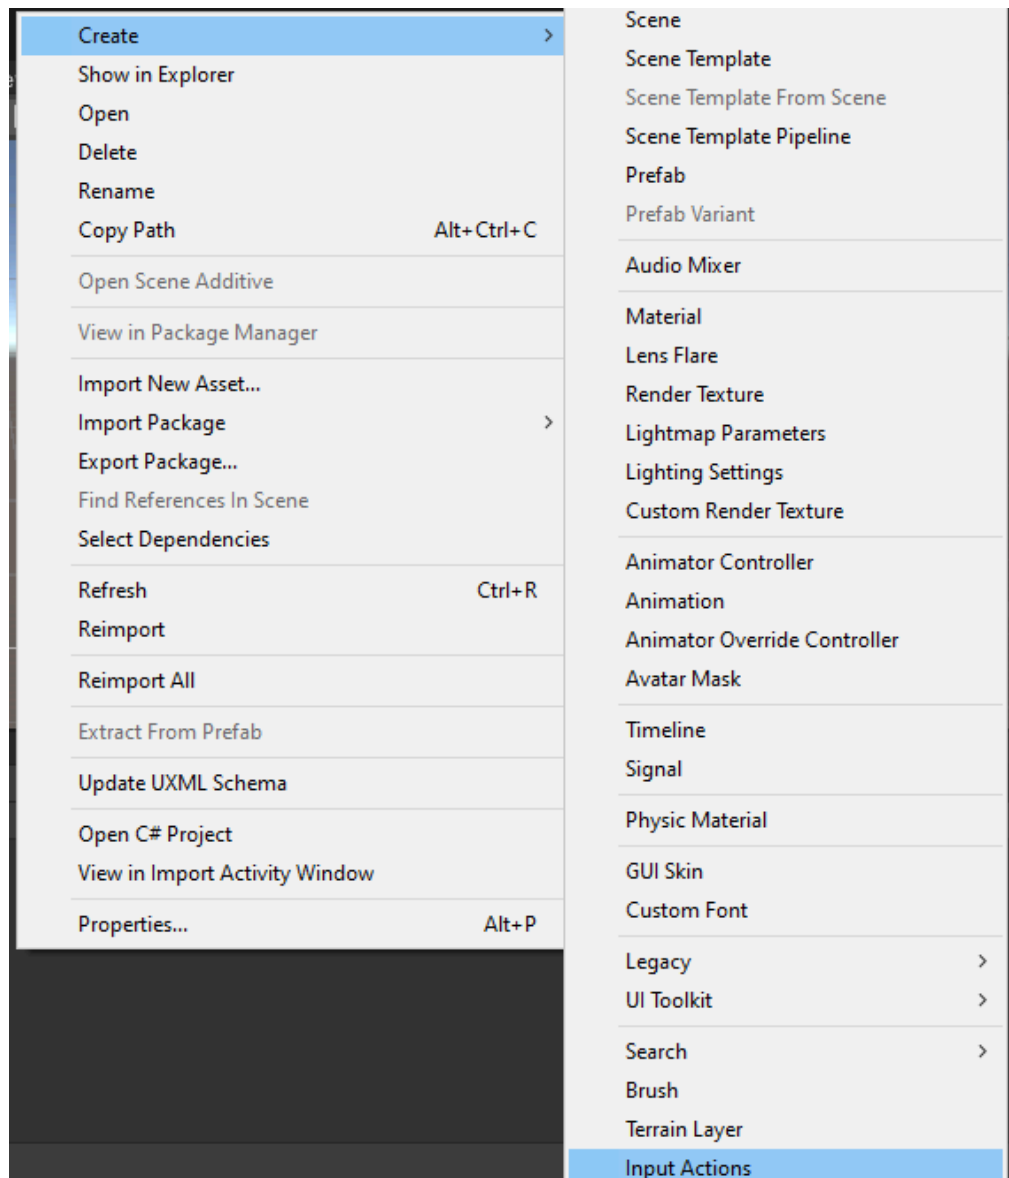 Create
Show in Explorer
Open
Delete
Rename
Copy Path Alt+Ctrl+C
Open Scene Additive
View in Package Manager
Import New Asset...
Import Package
Export Package...
Find References In Scene
Select Dependencies
Refresh Ctrl+R
Reimport
Reimport All
Extract From Prefab
Update UXML Schema
Open C# Project
View in Import Activity Window
Properties... Alt+P
Scene
Scene Template
Scene Template From Scene
Scene Template Pipeline
Prefab
Prefab Variant
Audio Mixer
Material
Lens Flare
Render Texture
Lightmap Parameters
Lighting Settings
Custom Render Texture
Animator Controller
Animation
Animator Override Controller
Avatar Mask
Timeline
Signal
Physic Material
GUI Skin
Custom Font
Legacy
UI Toolkit
Search
Brush
Terrain Layer
Input Actions